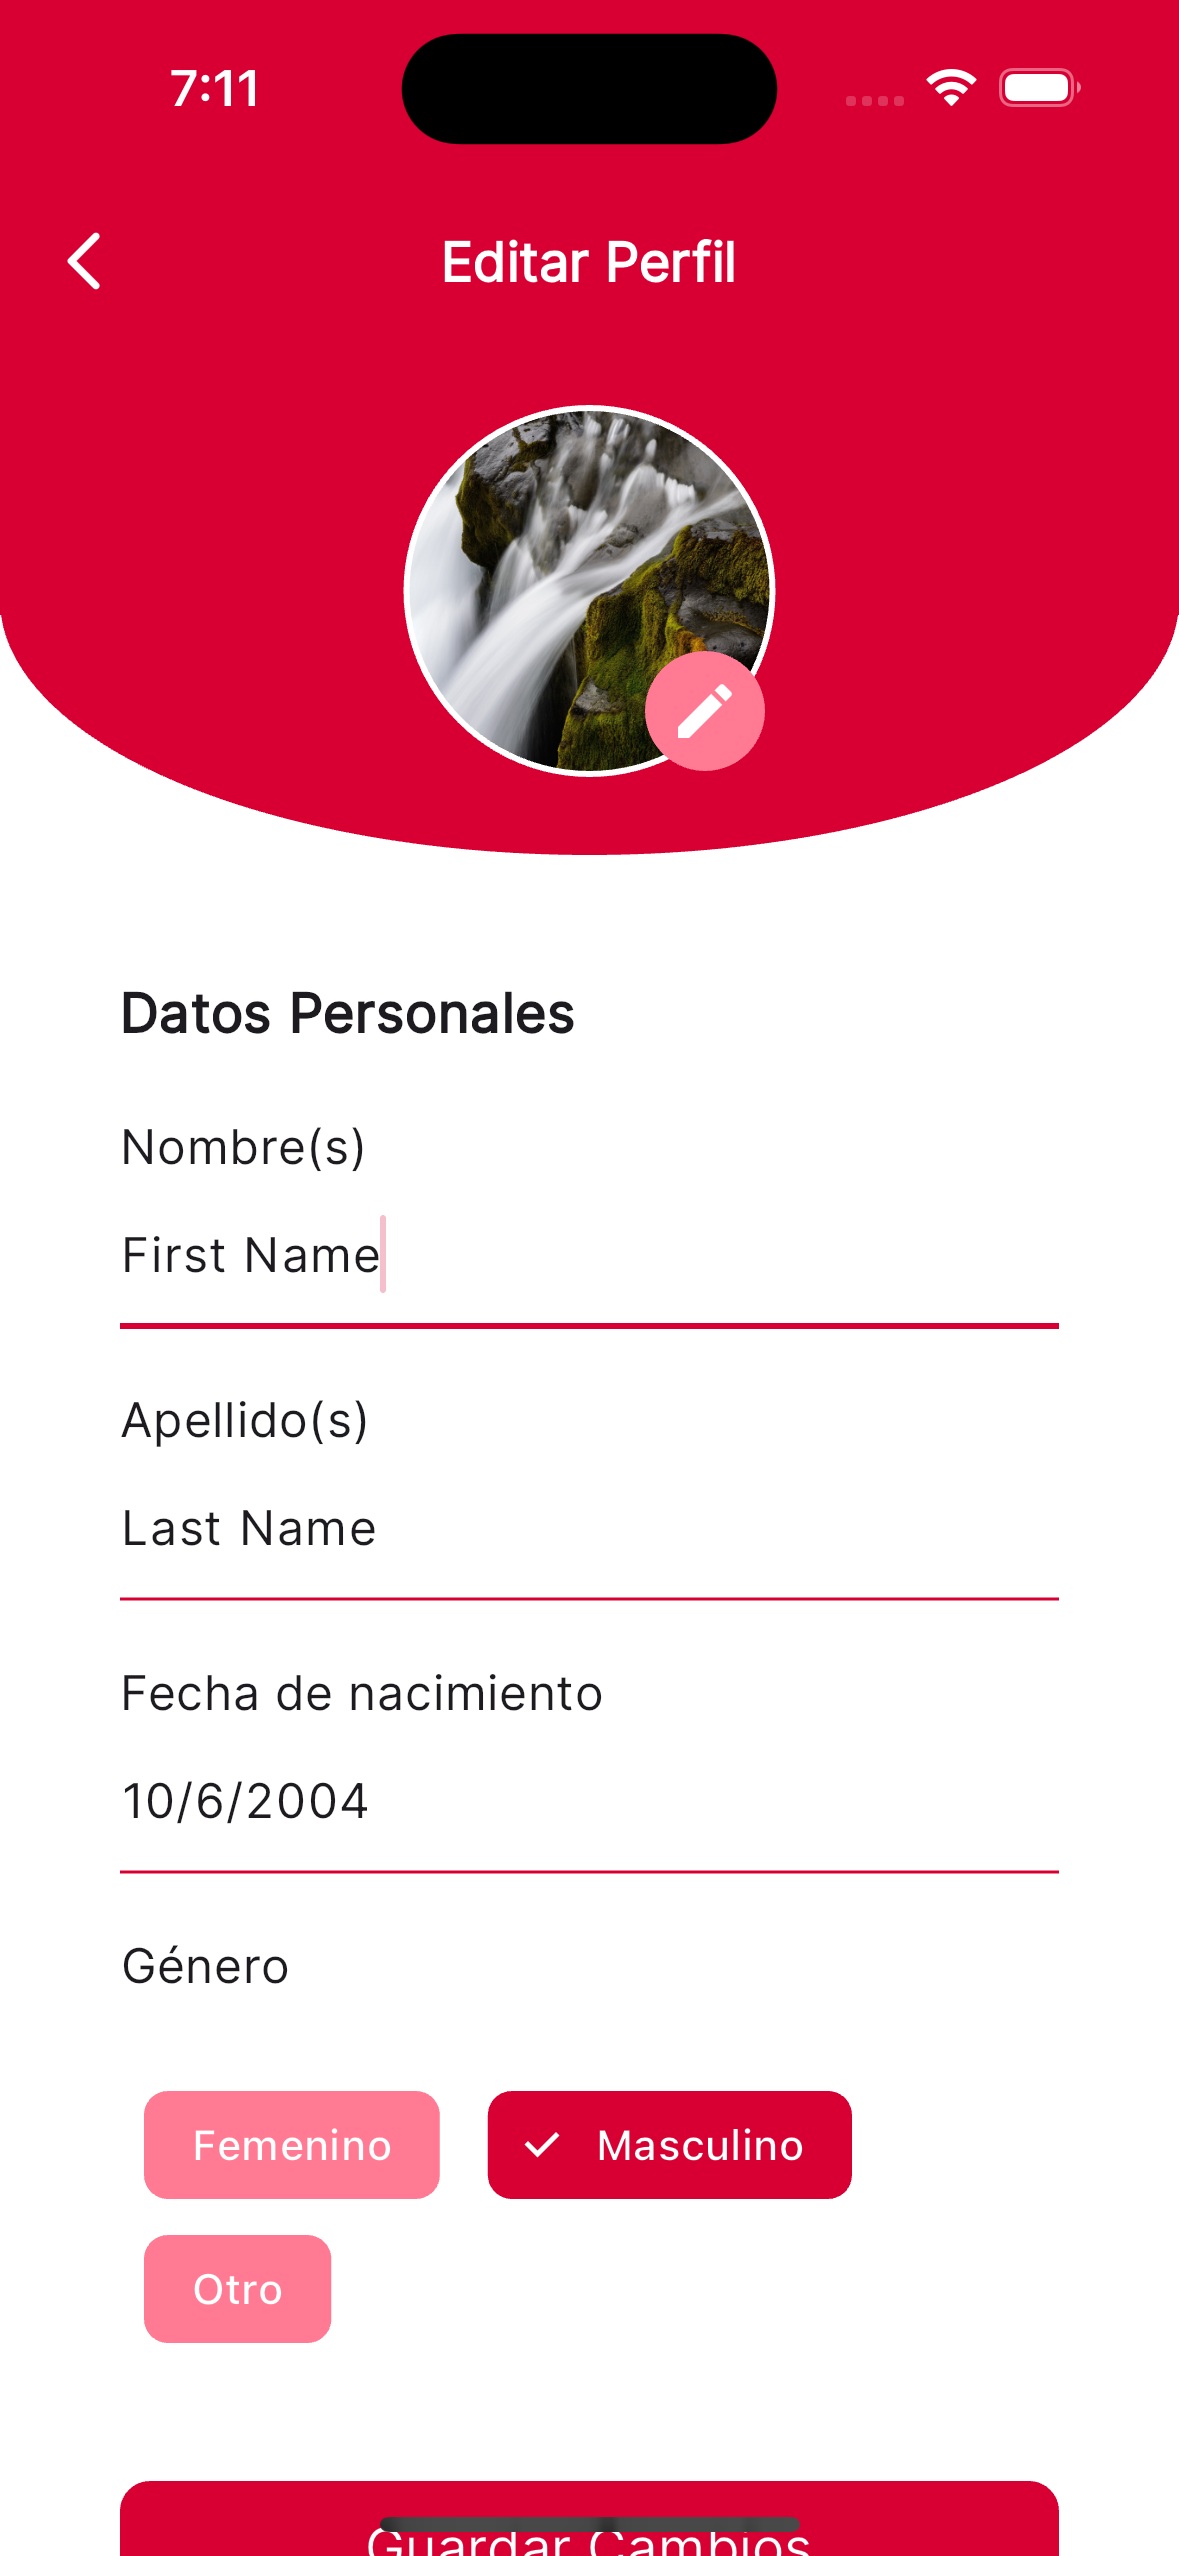 7:11
Editar Perfil
Datos Personales
Nombre(s)
First Name
Apellido(s)
Last Name
Fecha de nacimiento
10/6/2004
Género
Femenino
Masculino
Otro
Guardar Cambios